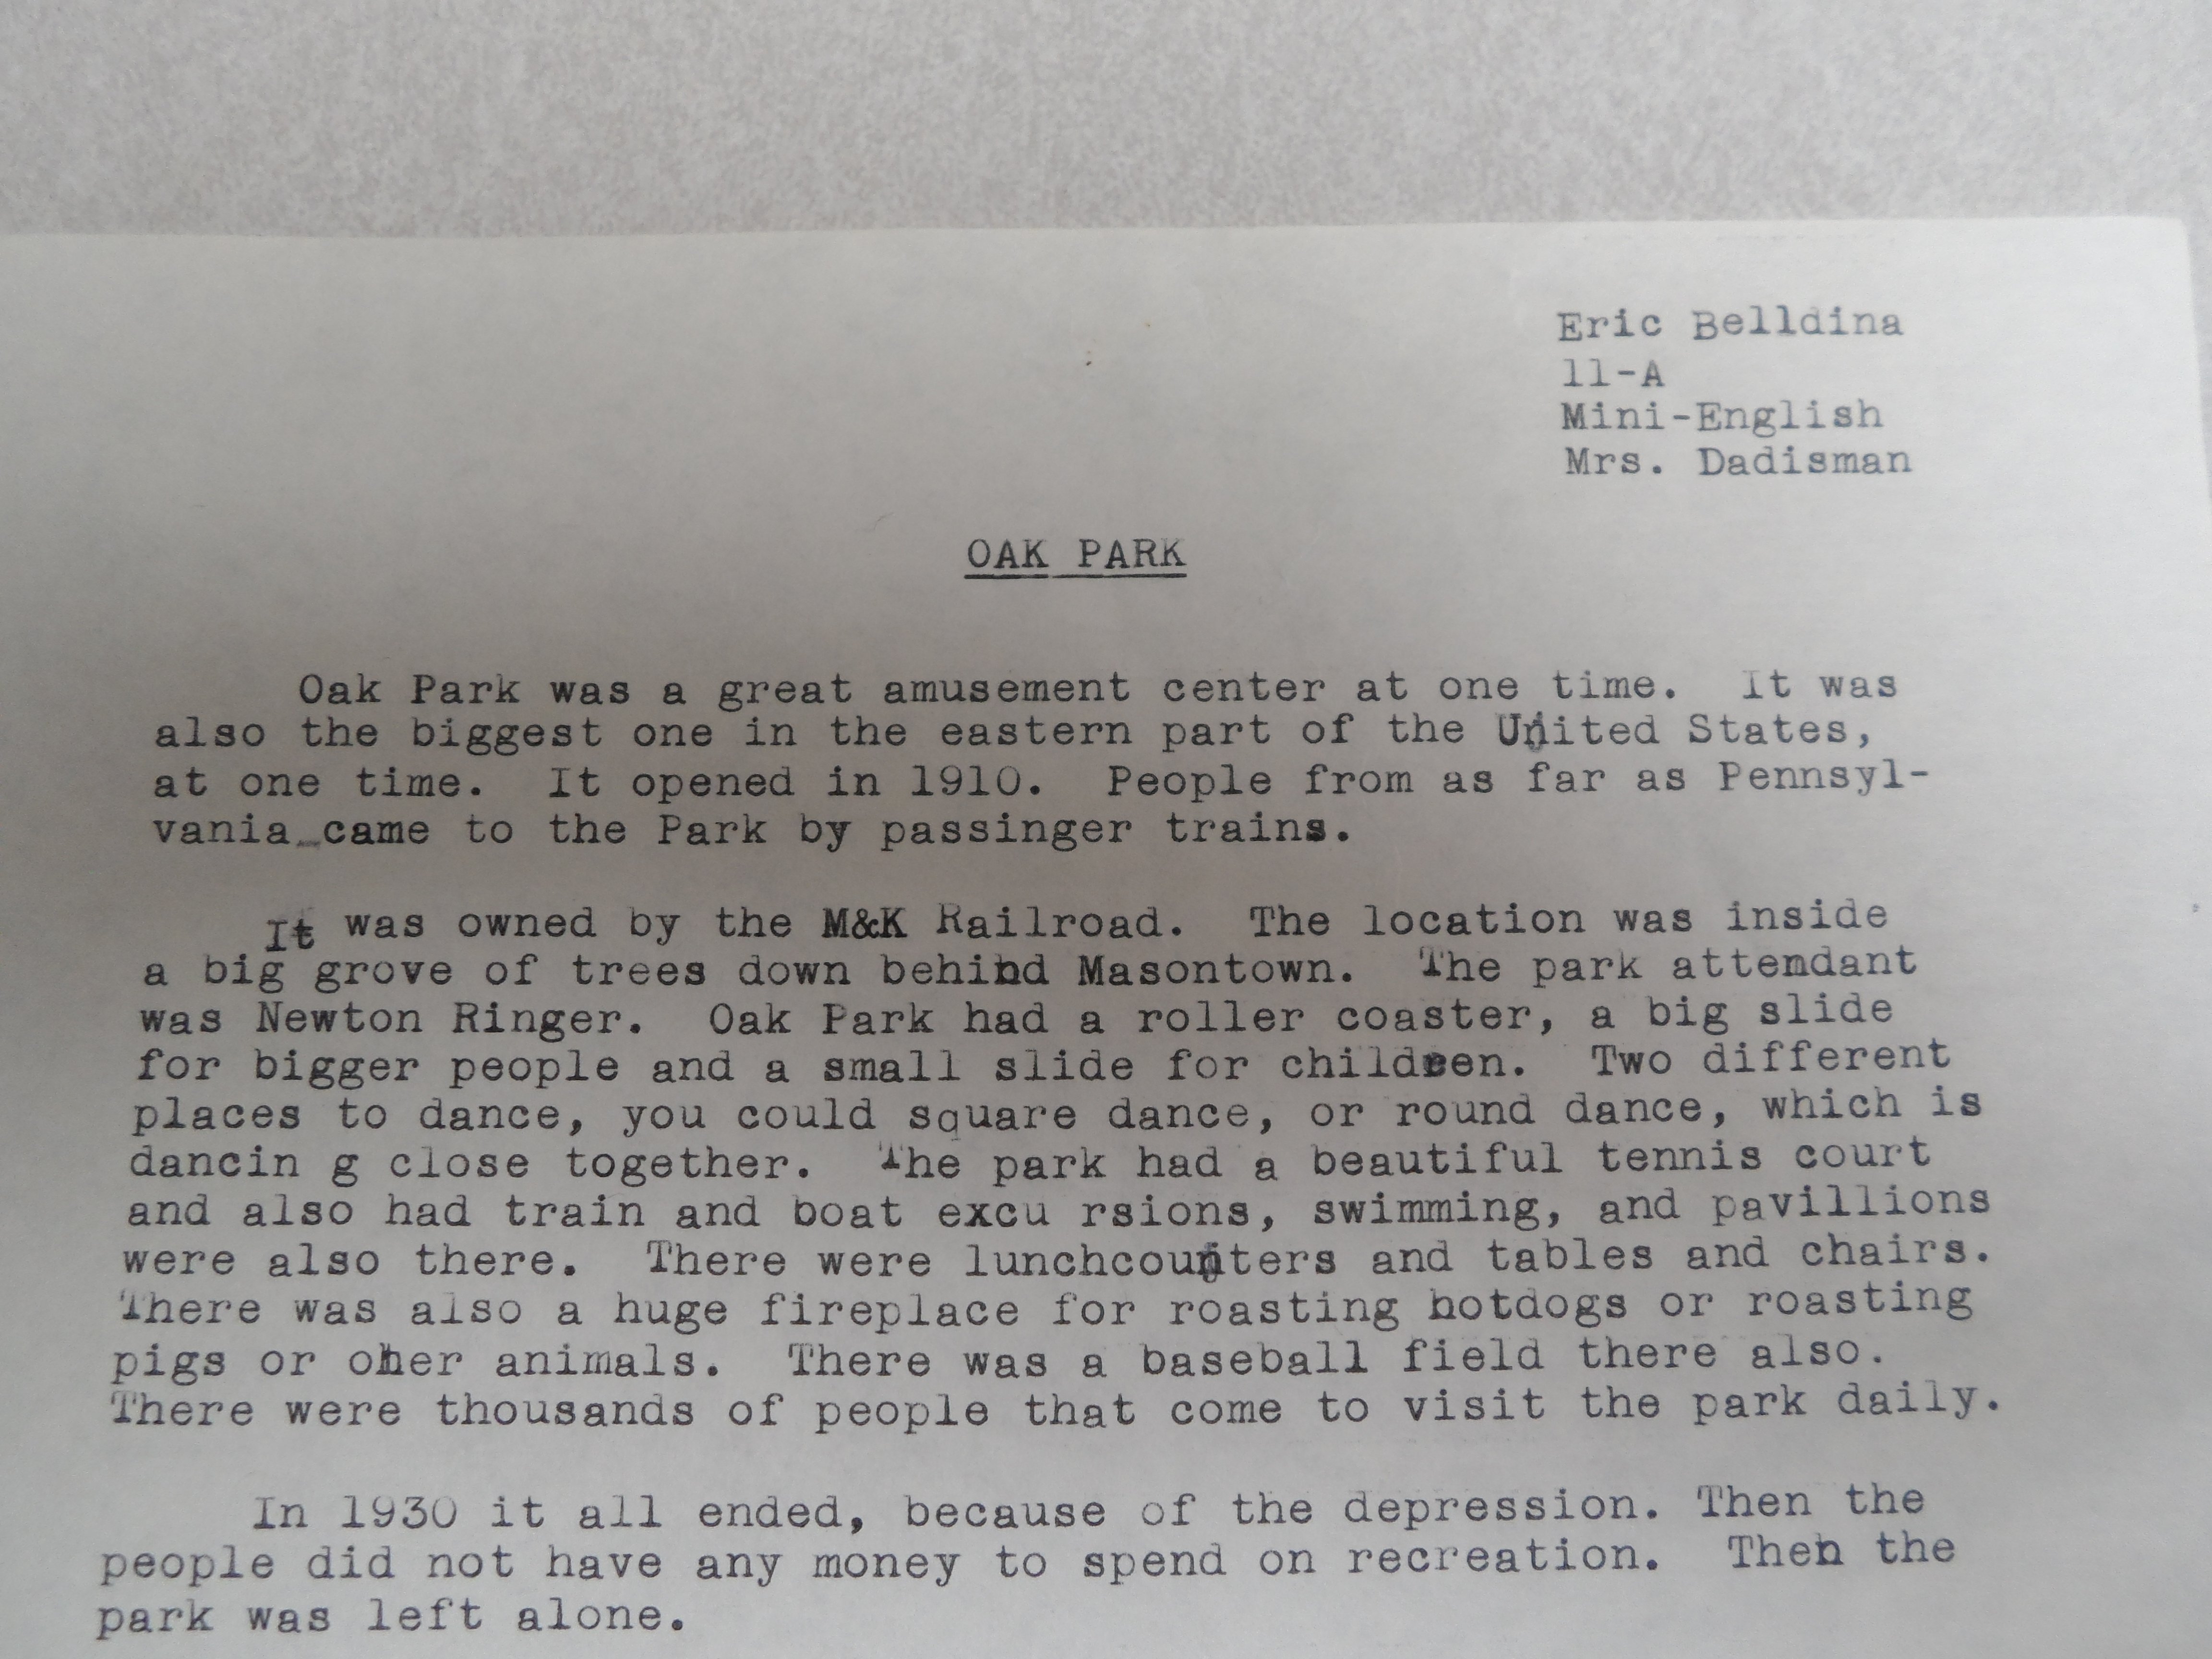 Eric Belldina
11-A
Mini-English
Mrs. Dadisman
OAK PARK
Oak Park was a great amusement center at one time. It was
also the biggest one in the eastern part of the United States,
at one time. It opened in 1910. People from as far as Pennsyl-
vania came to the Park by passinger trains.
It was owned by the M&K Railroad. The location was inside
a big grove of trees down behind Masontown. The park attendant
was Newton Ringer. Oak Park had a roller coaster, a big slide
for bigger people and a small slide for children. Two different
places to dance, you could square dance, or round dance, which is
dancin g close together. The park had a beautiful tennis court
and also had train and boat excu rsions, swimming, and pavillions
were also there. There were lunchcounters and tables and chairs.
There was also a huge fireplace for roasting hotdogs or roasting
pigs or oher animals. There was a baseball field there also.
There were thousands of people that come to visit the park daily.
In 1930 it all ended, because of the depression. Then the
people did not have any money to spend on recreation. Then the
park was left alone.